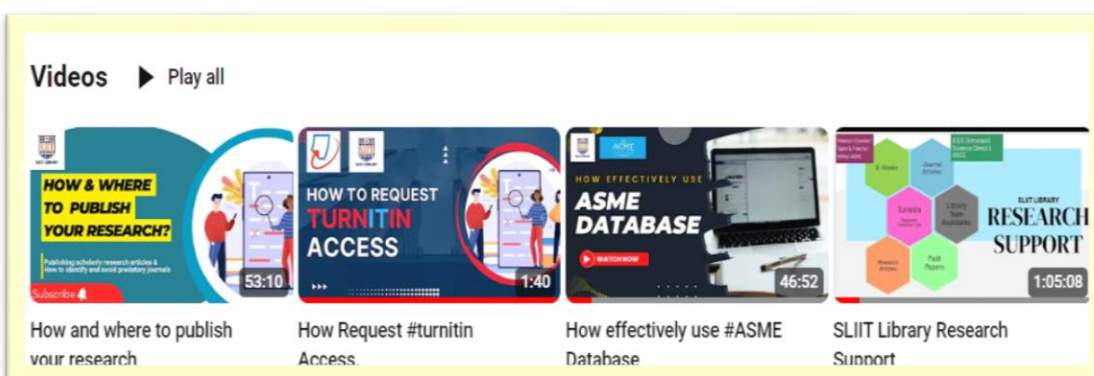 Videos
Play all
HOW & WHERE
TO PUBLISH
YOUR RESEARCH?
Publishing scholarly research articles &
How to identify and avoid predatory journals
Subscribe
53:10
HOW TO REQUEST
TURNITIN
ACCESS
1:40
ACME
HOW EFFECTIVELY USE
ASME
DATABASE
WATCH NOW
46:52
E-Books
Journal
Articles
Turnitin
Library
Team
Assistants
Research
Articles
Past
Papers
SLIIT LIBRARY
RESEARCH
SUPPORT
1:05:08
How and where to publish
your research
How Request #turnitin
Access.
How effectively use #ASME
Database
SLIIT Library Research
Support